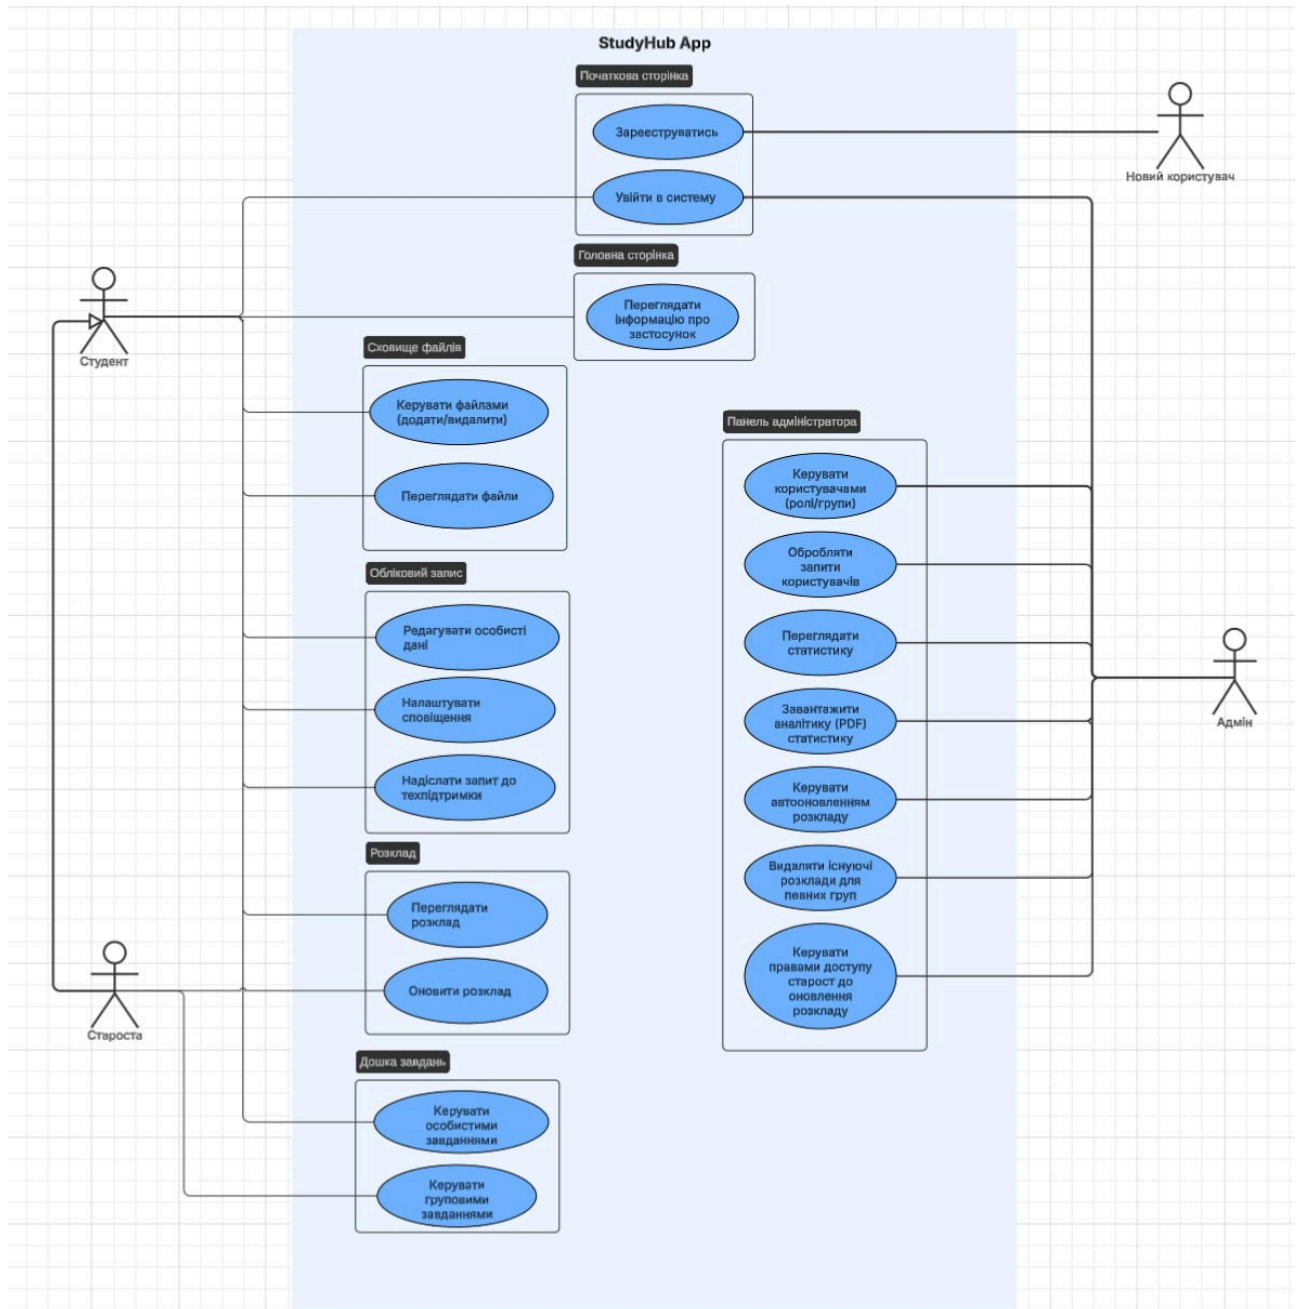 StudyHub App
Початкова сторінка
Зареєструватись
Новий користувач
Увійти в систему
Головна сторінка
Переглядати
інформацію про
застосунок
Студент
Сховище файлів
Керувати файлами
(додати/видалити)
Переглядати файли
Обліковий запис
Редагувати особисті
дані
Налаштувати
сповіщення
Надіслати запит до
техпідтримки
Розклад
Переглядати
розклад
Оновити розклад
Староста
Дошка завдань
Керувати
особистими
завданнями
Керувати
груповими
завданнями
Панель адміністратора
Керувати
користувачами
(ролі/групи)
Обробляти
запити
користувачів
Переглядати
статистику
Завантажити
аналітику (PDF)
статистику
Керувати
автооновленням
розкладу
Видаляти існуючі
розклади для
певних груп
Керувати
правами доступу
старост до
оновлення
розкладу
Адмін